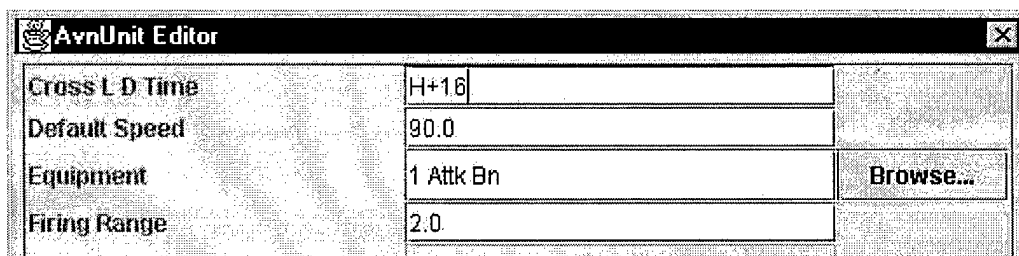 AvnUnit Editor
Cross L D Time H+16
Default Speed 90.0
Equipment 1 Attk Bn Browse...
Firing Range 2.0